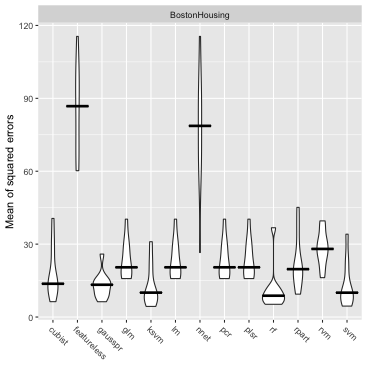 BostonHousing
Mean of squared errors
120
90
60
30
0
cubist
featureless
gausspr
glm
ksvm
lm
nnet
pcr
plsr
rf
rpart
rvm
svm